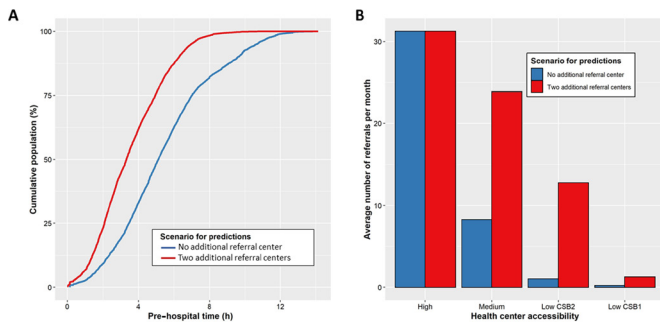 A
100
75
50
25
0
Cumulative population (%)
0 4 8 12
Pre-hospital time (h)
Scenario for predictions
No additional referral center
Two additional referral centers
B
30
20
10
0
Average number of referrals per month
High Medium Low CSB2 Low CSB1
Health center accessibility
Scenario for predictions
No additional referral center
Two additional referral centers